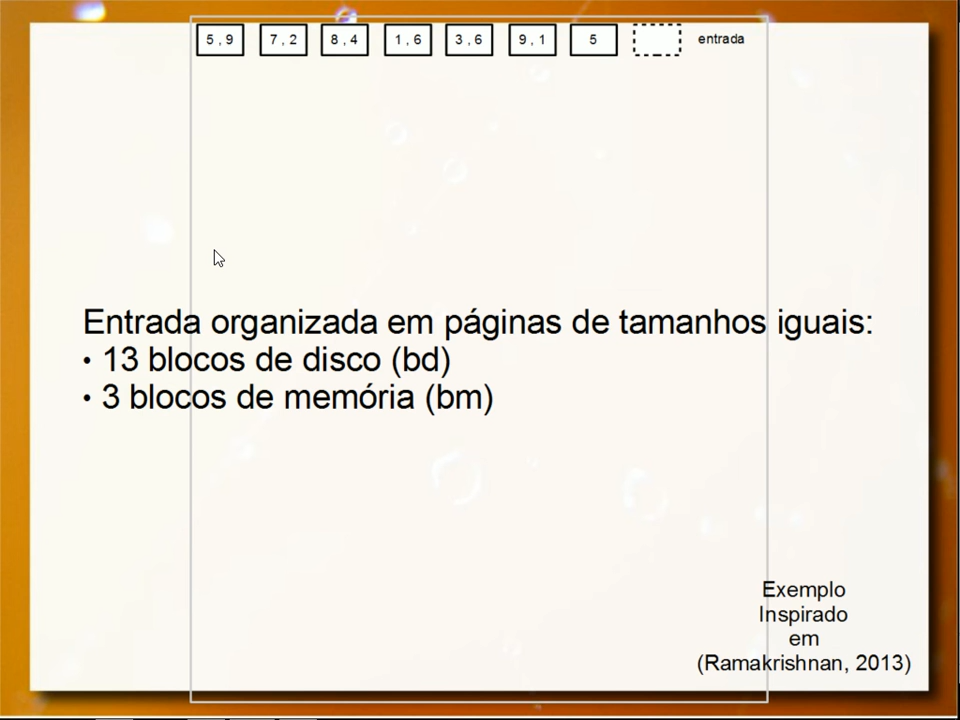 5 , 9 7 , 2 8 , 4 1 , 6 3 , 6 9 , 1 5 entrada
Entrada organizada em páginas de tamanhos iguais:
• 13 blocos de disco (bd)
• 3 blocos de memória (bm)
Exemplo
Inspirado
em
(Ramakrishnan, 2013)